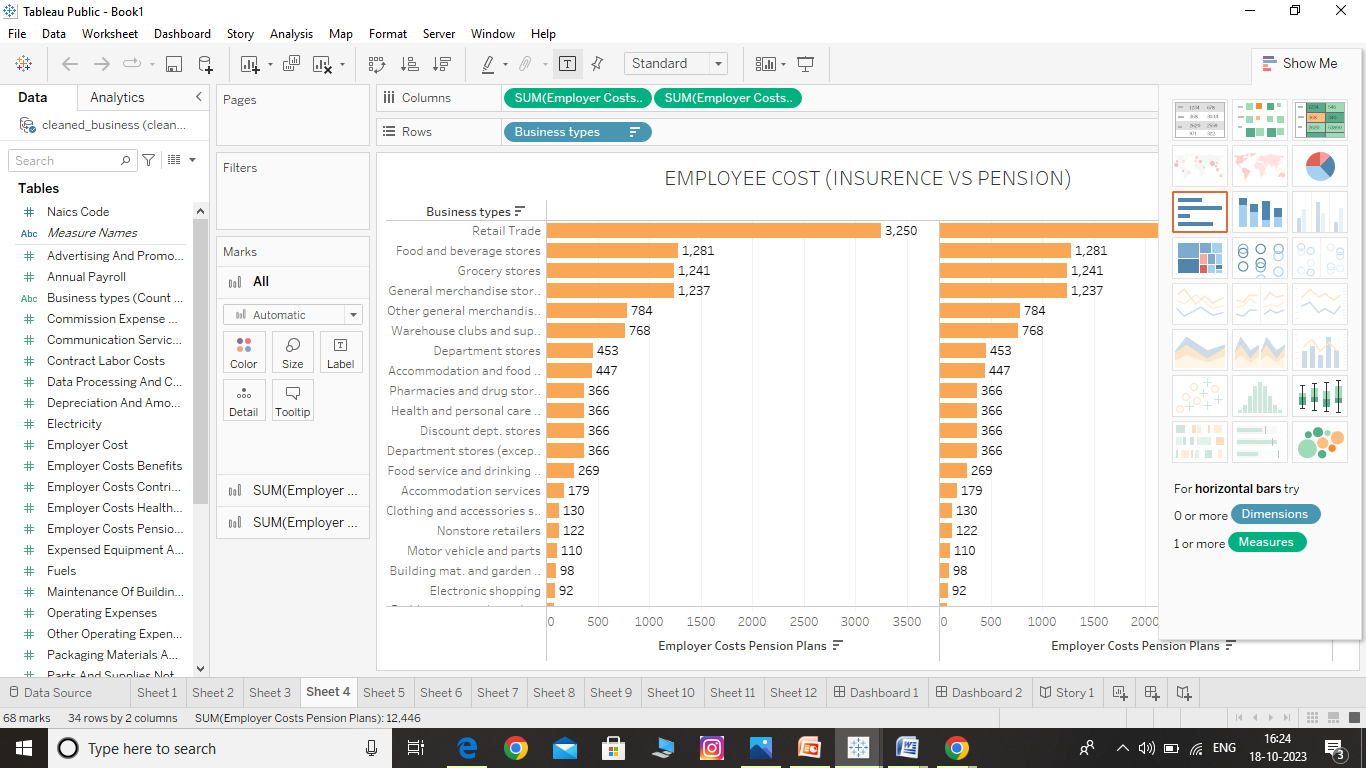 Tableau Public - Book1
File Data Worksheet Dashboard Story Analysis Map Format Server Window Help
Standard
Show Me
Data Analytics
cleaned_business (clean...
Search
Tables
Naics Code
Abc Measure Names
Advertising And Promo...
Annual Payroll
Abc Business types (Count ...
Commission Expense ...
Communication Servic...
Contract Labor Costs
Data Processing And C...
Depreciation And Amo...
Electricity
Employer Cost
Employer Costs Benefits
Employer Costs Contri...
Employer Costs Health...
Employer Costs Pensio...
Expensed Equipment A...
Fuels
Maintenance Of Buildin...
Operating Expenses
Other Operating Expen...
Packaging Materials A...
Parts And Supplies Not
Pages
Filters
Marks
All
Automatic
Color Size Label
Detail Tooltip
SUM(Employer ...
SUM(Employer ...
Columns SUM(Employer Costs.. SUM(Employer Costs..
Rows Business types
EMPLOYEE COST (INSURENCE VS PENSION)
Business types
Retail Trade 3,250
Food and beverage stores 1,281 1,281
Grocery stores 1,241 1,241
General merchandise stor.. 1,237 1,237
Other general merchandis.. 784 784
Warehouse clubs and sup.. 768 768
Department stores 453 453
Accommodation and food .. 447 447
Pharmacies and drug stor.. 366 366
Health and personal care .. 366 366
Discount dept. stores 366 366
Department stores (excep.. 366 366
Food service and drinking .. 269 269
Accommodation services 179 179
Clothing and accessories s.. 130 130
Nonstore retailers 122 122
Motor vehicle and parts 110 110
Building mat. and garden .. 98 98
Electronic shopping 92 92
0 500 1000 1500 2000 2500 3000 3500 0 500 1000 1500 2000
Employer Costs Pension Plans Employer Costs Pension Plans
For horizontal bars try
0 or more Dimensions
1 or more Measures
Data Source Sheet 1 Sheet 2 Sheet 3 Sheet 4 Sheet 5 Sheet 6 Sheet 7 Sheet 8 Sheet 9 Sheet 10 Sheet 11 Sheet 12 Dashboard 1 Dashboard 2 Story 1
68 marks 34 rows by 2 columns SUM(Employer Costs Pension Plans): 12,446
Type here to search
ENG
16:24
18-10-2023
3